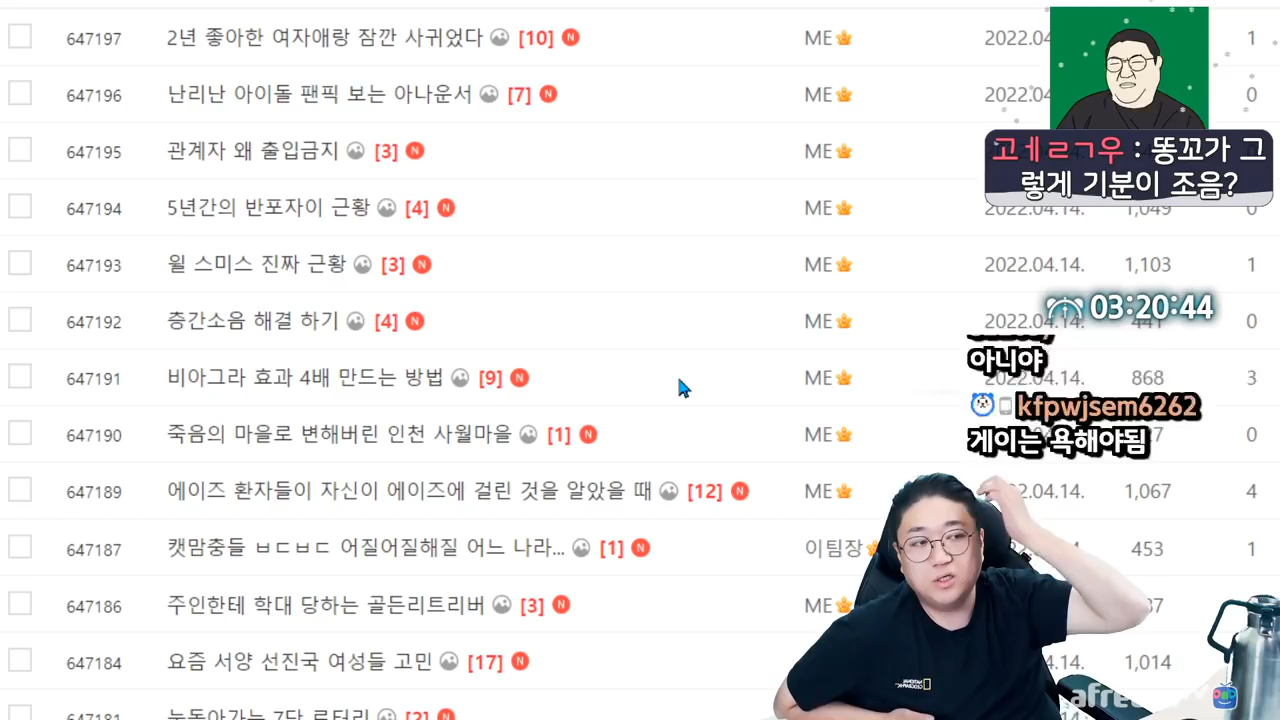 647197 2년 좋아한 여자애랑 잠깐 사귀었다 [10] N ME 2022.04 1
647196 난리난 아이돌 팬픽 보는 아나운서 [7] N ME 2022.0 0
647195 관계자 왜 출입금지 [3] N ME
고ㅔㄹㄱ우 : 똥꼬가 그
렇게 기분이 조음?
647194 5년간의 반포자이 근황 [4] N ME 2022.04.14. 1,049 0
647193 윌 스미스 진짜 근황 [3] N ME 2022.04.14. 1,103 1
03:20:44
647192 층간소음 해결 하기 [4] N ME 2022.04.14. 441 0
아니야
647191 비아그라 효과 4배 만드는 방법 [9] N ME 2022.04.14. 868 3
kfpwjsem6262
647190 죽음의 마을로 변해버린 인천 사월마을 [1] N ME 0
게이는 욕해야됨
647189 에이즈 환자들이 자신이 에이즈에 걸린 것을 알았을 때 [12] N ME 04.14. 1,067 4
647187 캣맘충들 ㅂㄷㅂㄷ 어질어질해질 어느 나라... [1] N 이팀장 453 1
647186 주인한테 학대 당하는 골든리트리버 [3] N ME
647184 요즘 서양 선진국 여성들 고민 [17] N 4.14. 1,014
afree